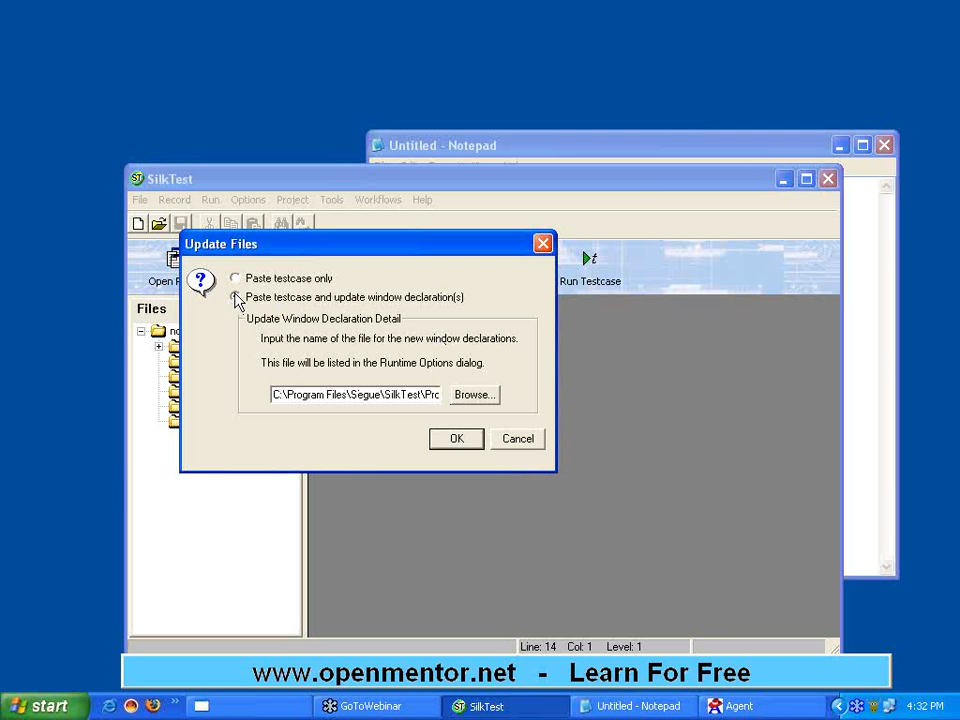 Untitled - Notepad
SilkTest
File Record Run Options Project Tools Workflows Help
Update Files
Open
Run Testcase
Paste testcase only
Paste testcase and update window declaration(s)
Files
Update Window Declaration Detail
Input the name of the file for the new window declarations.
This file will be listed in the Runtime Options dialog.
C:\Program Files\Segue\SilkTest\Pro
Browse...
OK
Cancel
Line: 14 Col: 1 Level: 1
www.openmentor.net - Learn For Free
start
GoToWebinar
SilkTest
Untitled - Notepad
Agent
4:32 PM